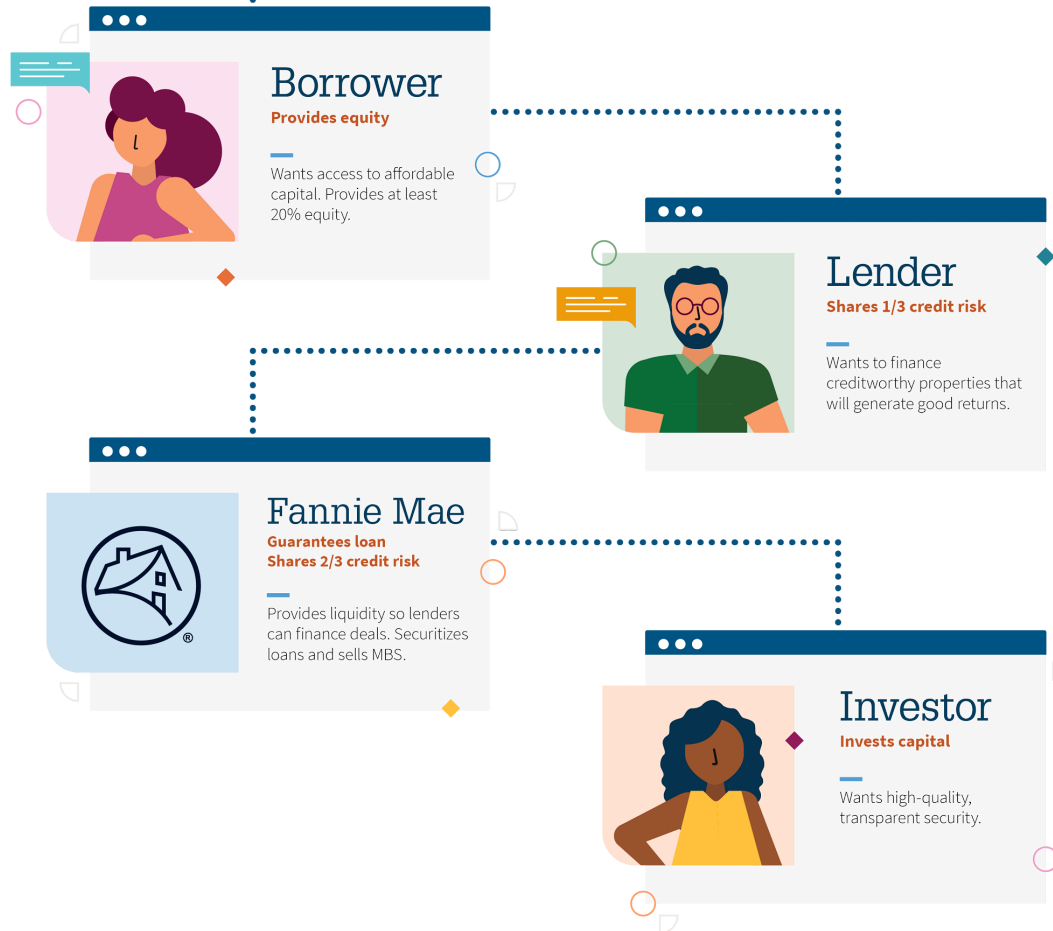 Borrower
Provides equity
Wants access to affordable
capital. Provides at least
20% equity.
Lender
Shares 1/3 credit risk
Wants to finance
creditworthy properties that
will generate good returns.
Fannie Mae
Guarantees loan
Shares 2/3 credit risk
Provides liquidity so lenders
can finance deals. Securitizes
loans and sells MBS.
®
Investor
Invests capital
Wants high-quality,
transparent security.